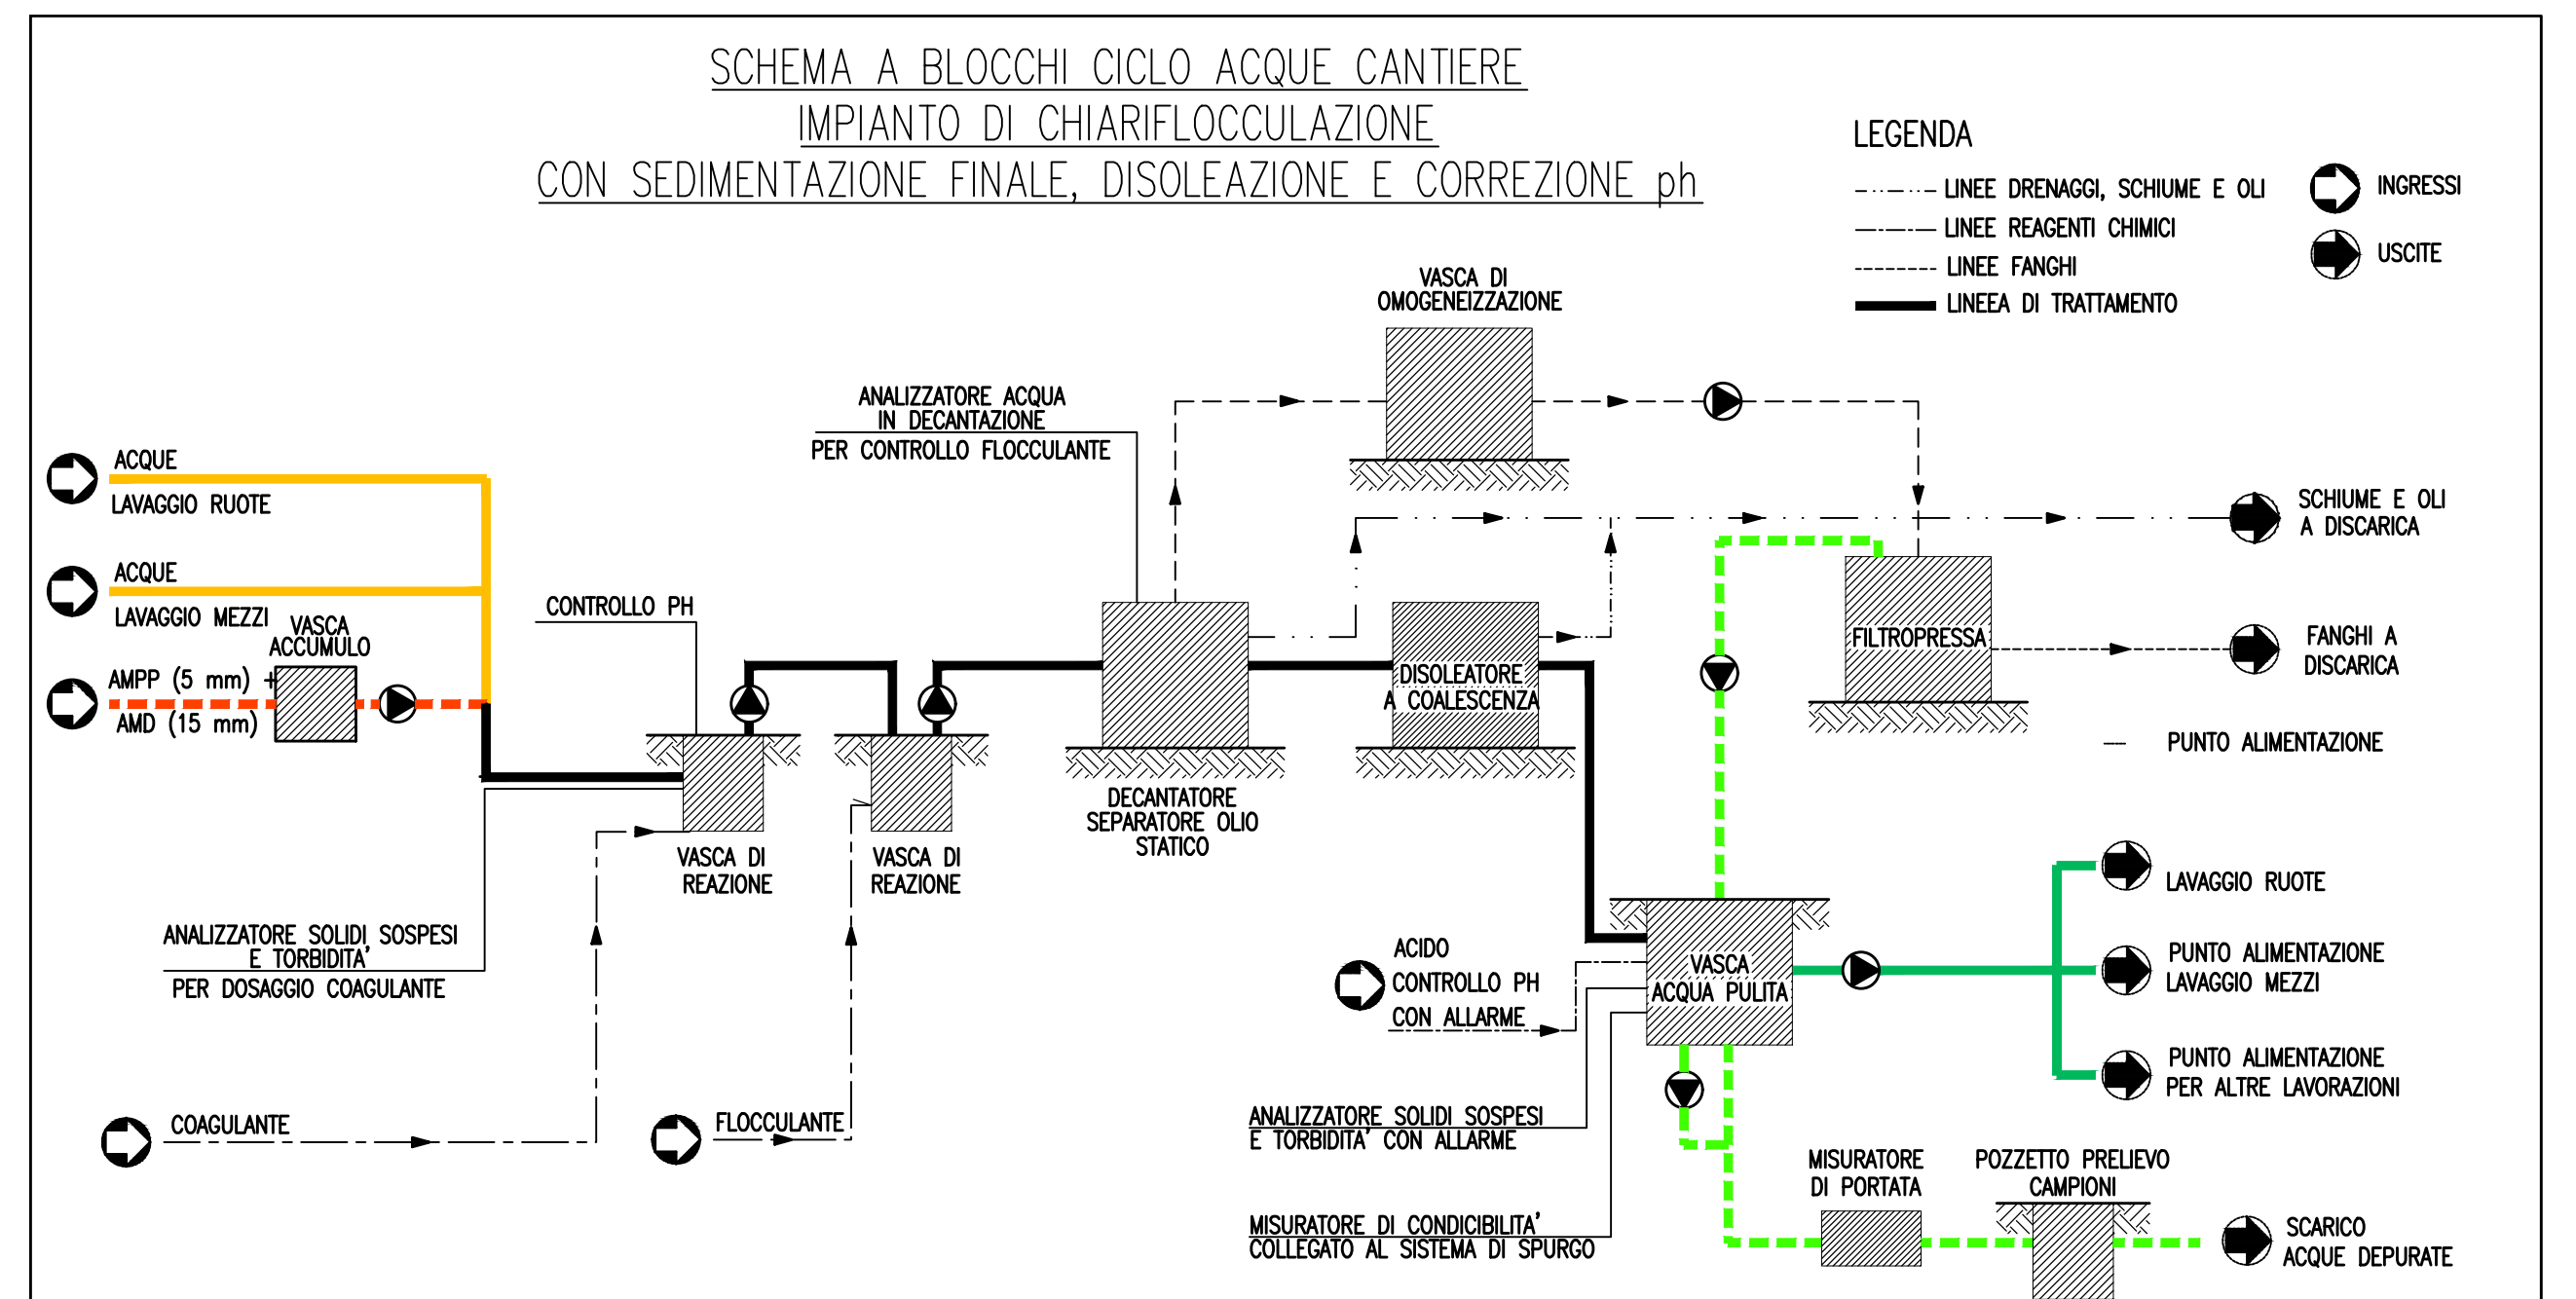 SCHEMA A BLOCCHI CICLO ACQUE CANTIERE
IMPIANTO DI CHIARIFLOCCULAZIONE
CON SEDIMENTAZIONE FINALE, DISOLEAZIONE E CORREZIONE ph
LEGENDA
LINEE DRENAGGI, SCHIUME E OLI
LINEE REAGENTI CHIMICI
LINEE FANGHI
LINEEA DI TRATTAMENTO
INGRESSI
USCITE
VASCA DI
OMOGENEIZZAZIONE
ANALIZZATORE ACQUA
IN DECANTAZIONE
PER CONTROLLO FLOCCULANTE
ACQUE
LAVAGGIO RUOTE
ACQUE
LAVAGGIO MEZZI
VASCA
ACCUMULO
AMPP (5 mm) +
AMD (15 mm)
CONTROLLO PH
SCHIUME E OLI
A DISCARICA
FILTROPRESSA
FANGHI A
DISCARICA
DISOLEATORE
A COALESCENZA
PUNTO ALIMENTAZIONE
DECANTATORE
SEPARATORE OLIO
STATICO
VASCA DI
REAZIONE
VASCA DI
REAZIONE
LAVAGGIO RUOTE
ANALIZZATORE SOLIDI SOSPESI
E TORBIDITA'
PER DOSAGGIO COAGULANTE
ACIDO
CONTROLLO PH
CON ALLARME
VASCA
ACQUA PULITA
PUNTO ALIMENTAZIONE
LAVAGGIO MEZZI
PUNTO ALIMENTAZIONE
PER ALTRE LAVORAZIONI
COAGULANTE
FLOCCULANTE
ANALIZZATORE SOLIDI SOSPESI
E TORBIDITA' CON ALLARME
MISURATORE
DI PORTATA
POZZETTO PRELIEVO
CAMPIONI
MISURATORE DI CONDICIBILITA'
COLLEGATO AL SISTEMA DI SPURGO
SCARICO
ACQUE DEPURATE